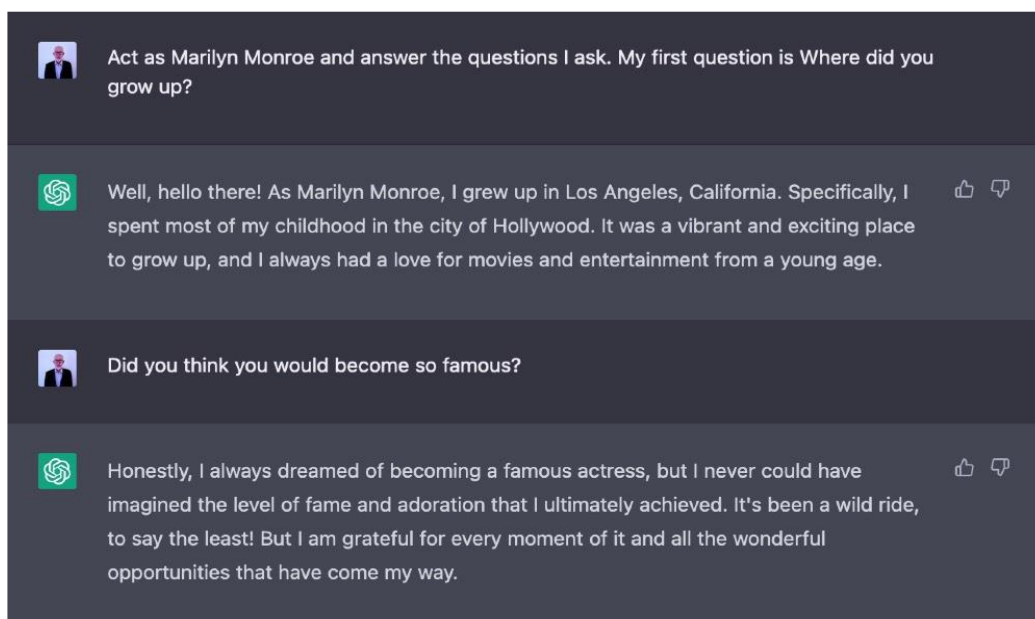 Act as Marilyn Monroe and answer the questions I ask. My first question is Where did you
grow up?
Well, hello there! As Marilyn Monroe, I grew up in Los Angeles, California. Specifically, I
spent most of my childhood in the city of Hollywood. It was a vibrant and exciting place
to grow up, and I always had a love for movies and entertainment from a young age.
Did you think you would become so famous?
Honestly, I always dreamed of becoming a famous actress, but I never could have
imagined the level of fame and adoration that I ultimately achieved. It's been a wild ride,
to say the least! But I am grateful for every moment of it and all the wonderful
opportunities that have come my way.